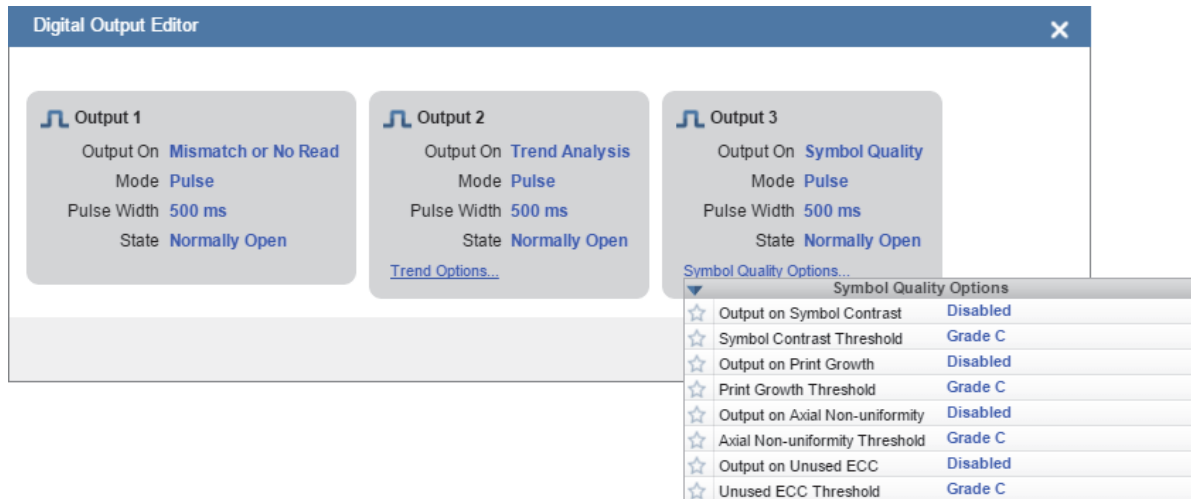 Digital Output Editor
Output 1
Output On Mismatch or No Read
Mode Pulse
Pulse Width 500 ms
State Normally Open
Output 2
Output On Trend Analysis
Mode Pulse
Pulse Width 500 ms
State Normally Open
Trend Options...
Output 3
Output On Symbol Quality
Mode Pulse
Pulse Width 500 ms
State Normally Open
Symbol Quality Options...
Symbol Quality Options
Output on Symbol Contrast Disabled
Symbol Contrast Threshold Grade C
Output on Print Growth Disabled
Print Growth Threshold Grade C
Output on Axial Non-uniformity Disabled
Axial Non-uniformity Threshold Grade C
Output on Unused ECC Disabled
Unused ECC Threshold Grade C